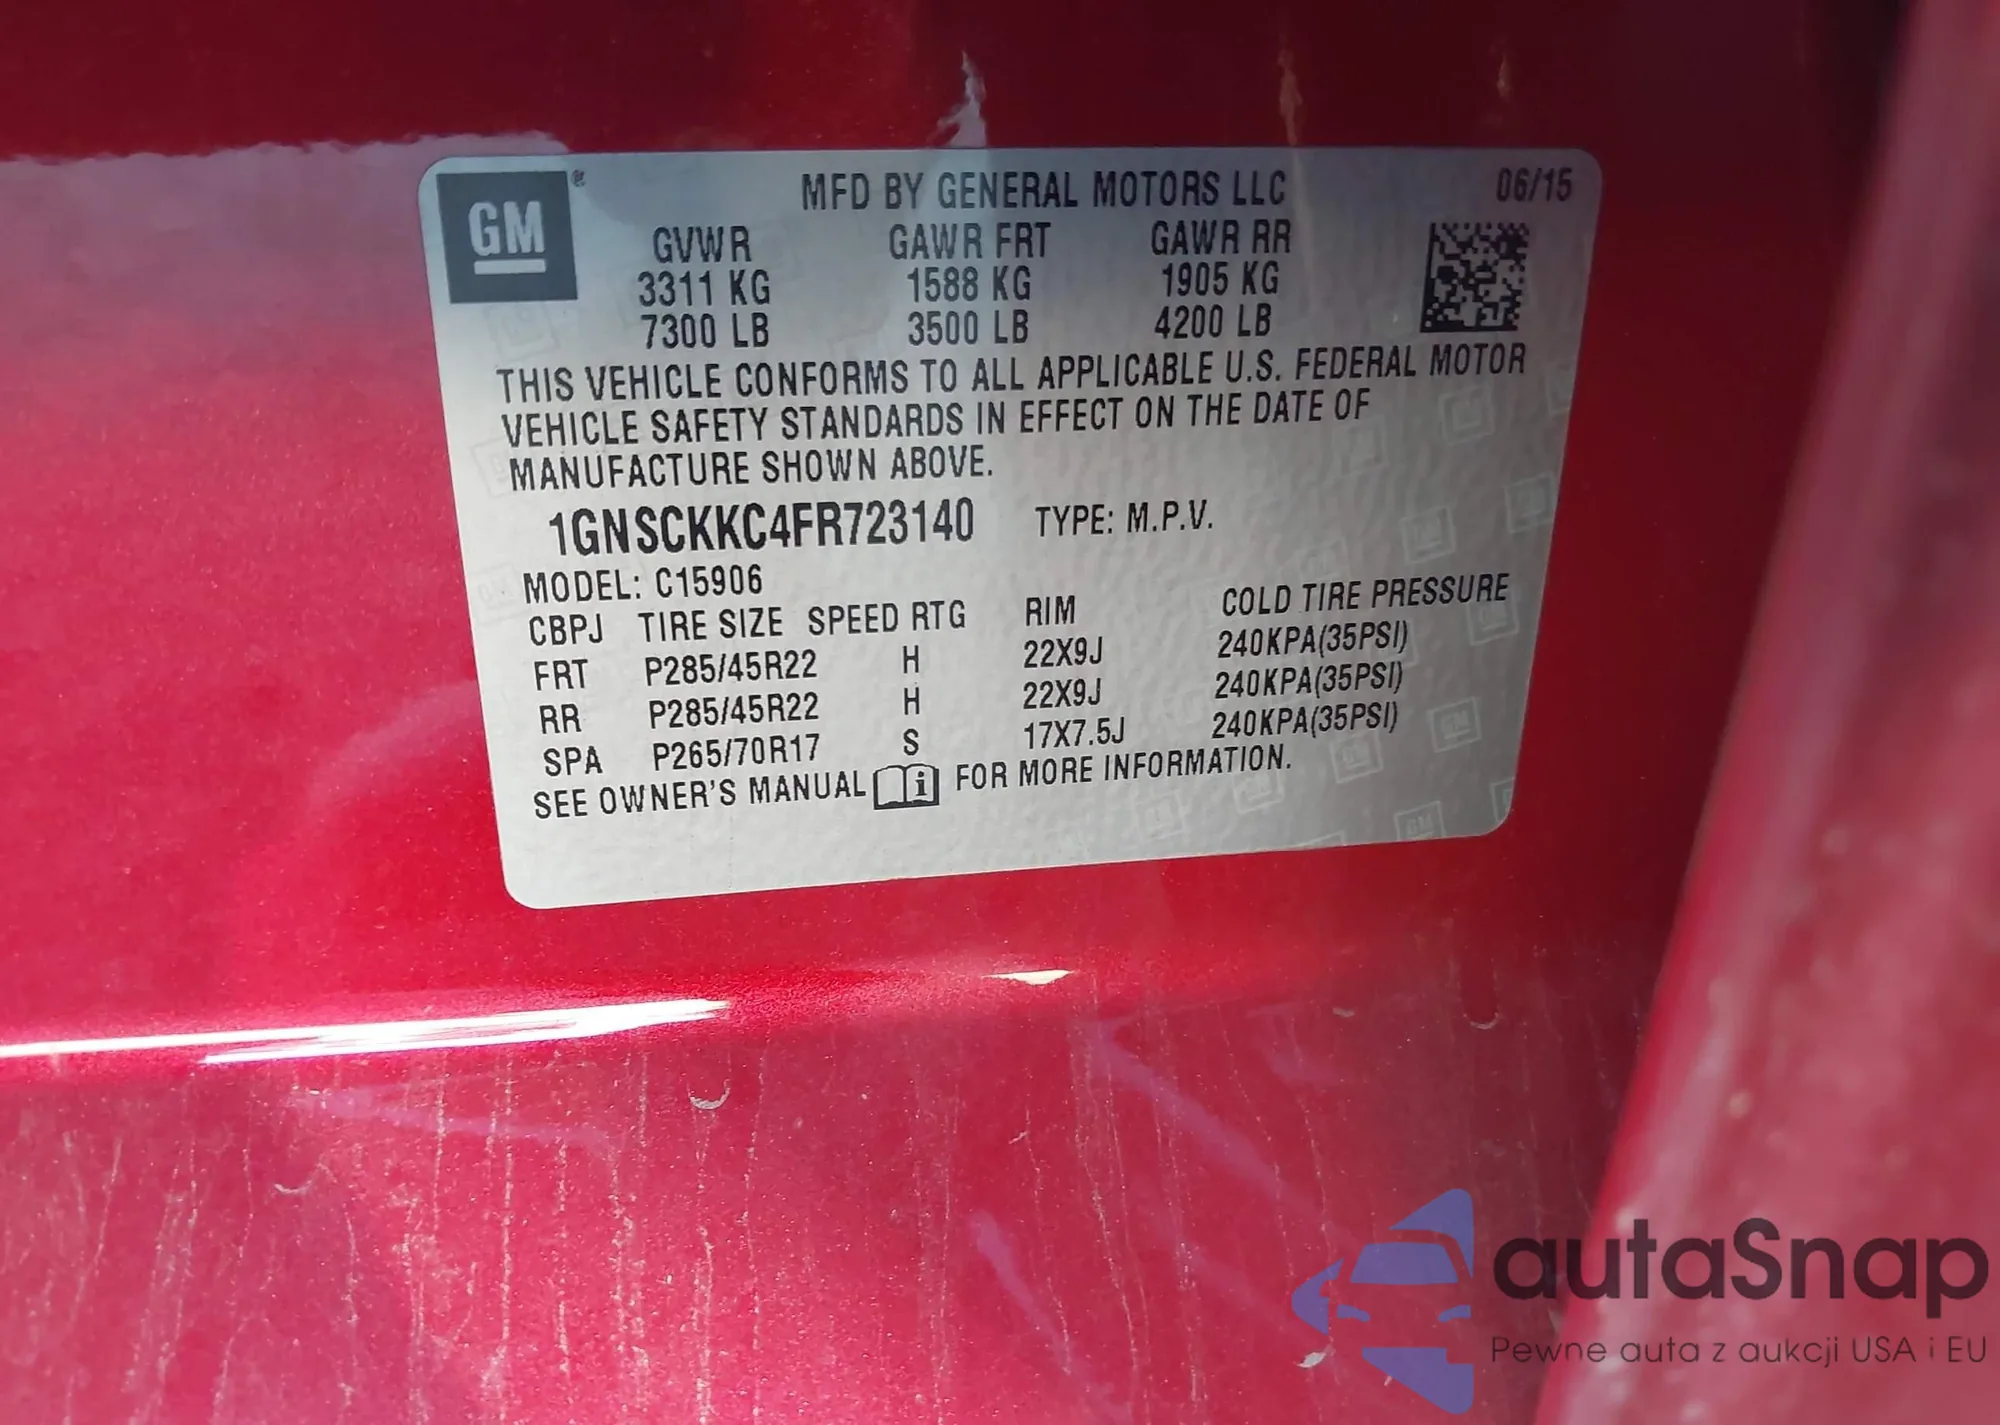 GM
MFD BY GENERAL MOTORS LLC 06/15
GVWR GAWR FRT GAWR RR
3311 KG 1588 KG 1905 KG
7300 LB 3500 LB 4200 LB
THIS VEHICLE CONFORMS TO ALL APPLICABLE U.S. FEDERAL MOTOR
VEHICLE SAFETY STANDARDS IN EFFECT ON THE DATE OF
MANUFACTURE SHOWN ABOVE.
1GNSCKKC4FR723140 TYPE: M.P.V.
MODEL: C15906
CBPJ TIRE SIZE SPEED RTG RIM COLD TIRE PRESSURE
FRT P285/45R22 H 22X9J 240KPA(35PSI)
RR P285/45R22 H 22X9J 240KPA(35PSI)
SPA P265/70R17 S 17X7.5J 240KPA(35PSI)
SEE OWNER'S MANUAL i FOR MORE INFORMATION.
autaSnap
Pewne auta z aukcji USA i EU